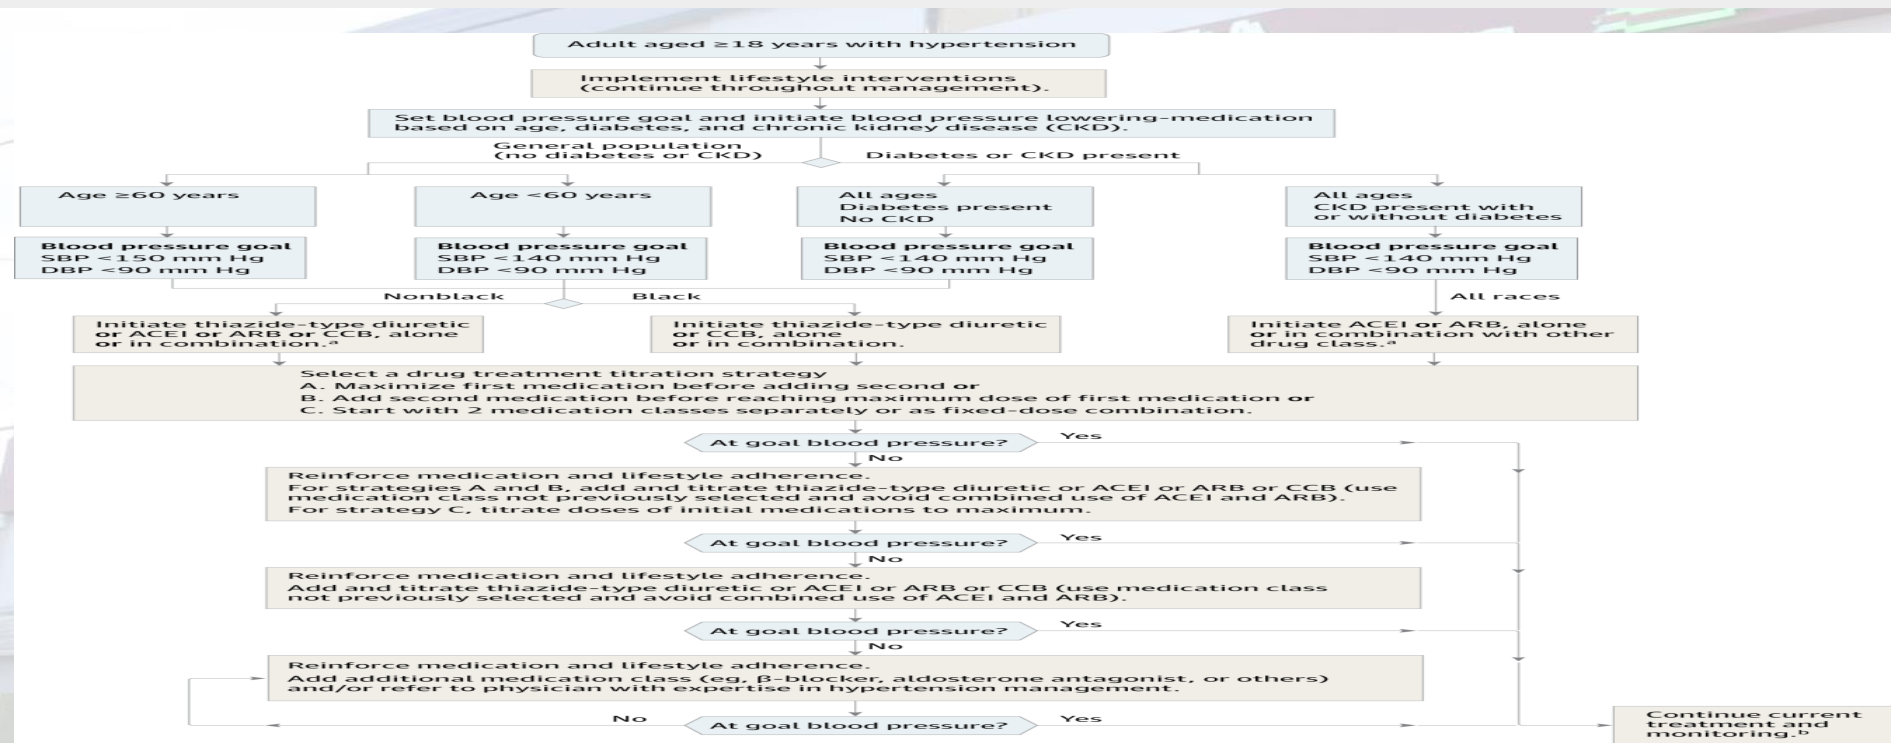 Adult aged ≥18 years with hypertension
Implement lifestyle interventions
(continue throughout management).
Set blood pressure goal and initiate blood pressure lowering-medication
based on age, diabetes, and chronic kidney disease (CKD).
General population
(no diabetes or CKD)
Diabetes or CKD present
Age ≥60 years
Age <60 years
All ages
Diabetes present
No CKD
All ages
CKD present with
or without diabetes
Blood pressure goal
SBP <150 mm Hg
DBP <90 mm Hg
Blood pressure goal
SBP <140 mm Hg
DBP <90 mm Hg
Blood pressure goal
SBP <140 mm Hg
DBP <90 mm Hg
Blood pressure goal
SBP <140 mm Hg
DBP <90 mm Hg
Nonblack
Black
All races
Initiate thiazide-type diuretic
or ACEI or ARB or CCB, alone
or in combination.ᵃ
Initiate thiazide-type diuretic
or CCB, alone
or in combination.
Initiate ACEI or ARB, alone
or in combination with other
drug class.ᵃ
Select a drug treatment titration strategy
A. Maximize first medication before adding second or
B. Add second medication before reaching maximum dose of first medication or
C. Start with 2 medication classes separately or as fixed-dose combination.
At goal blood pressure?
Yes
No
Reinforce medication and lifestyle adherence.
For strategies A and B, add and titrate thiazide-type diuretic or ACEI or ARB or CCB (use
medication class not previously selected and avoid combined use of ACEI and ARB).
For strategy C, titrate doses of initial medications to maximum.
At goal blood pressure?
Yes
No
Reinforce medication and lifestyle adherence.
Add and titrate thiazide-type diuretic or ACEI or ARB or CCB (use medication class
not previously selected and avoid combined use of ACEI and ARB).
At goal blood pressure?
Yes
No
Reinforce medication and lifestyle adherence.
Add additional medication class (eg, β-blocker, aldosterone antagonist, or others)
and/or refer to physician with expertise in hypertension management.
No
At goal blood pressure?
Yes
Continue current
treatment and
monitoring.ᵇ